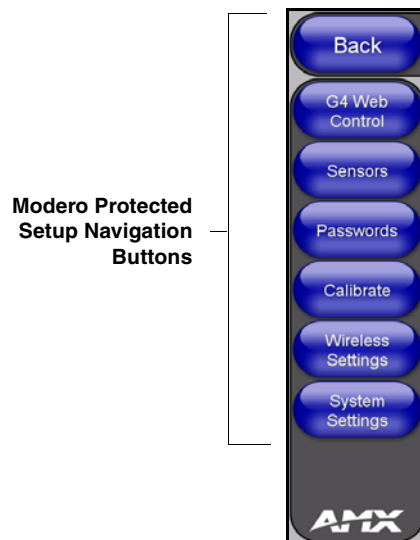 Modero Protected
Setup Navigation
Buttons
Back
G4 Web
Control
Sensors
Passwords
Calibrate
Wireless
Settings
System
Settings
AMX